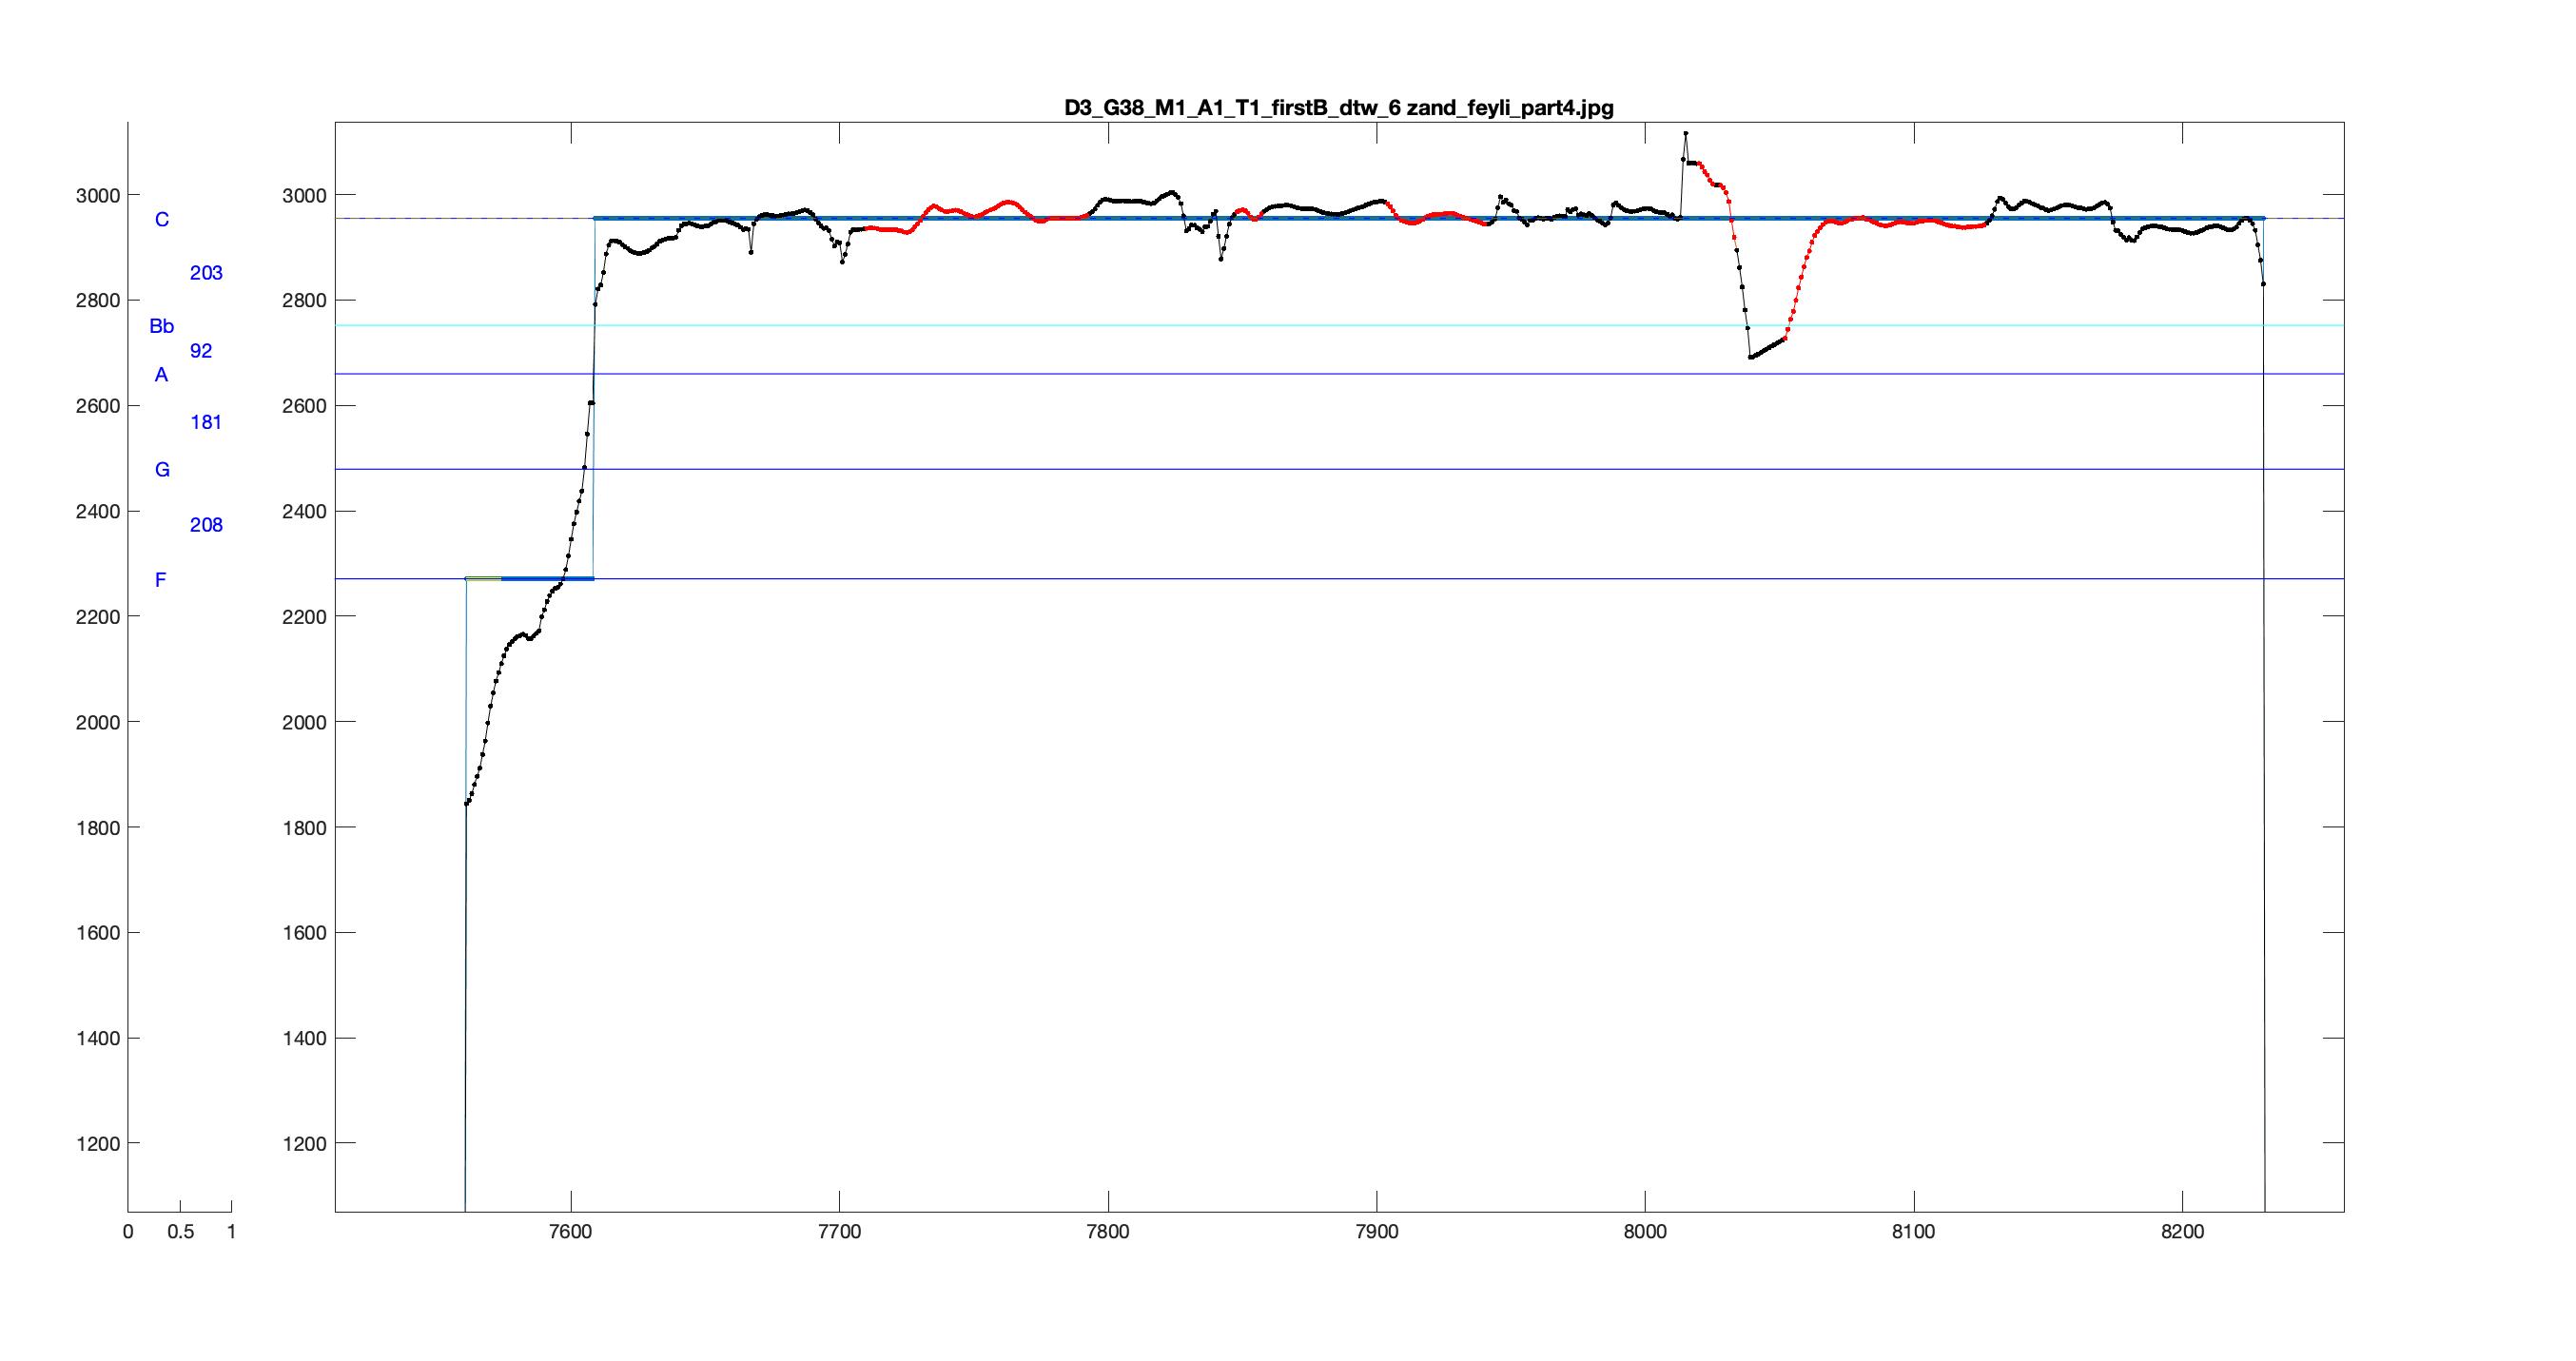 D3_G38_M1_A1_T1_firstB_dtw_6 zand_feyli_part4.jpg
3000 3000
C
203
2800 2800
Bb
92
A
2600 2600
181
G
2400 2400
208
F
2200 2200
2000 2000
1800 1800
1600 1600
1400 1400
1200 1200
0 0.5 1 7600 7700 7800 7900 8000 8100 8200